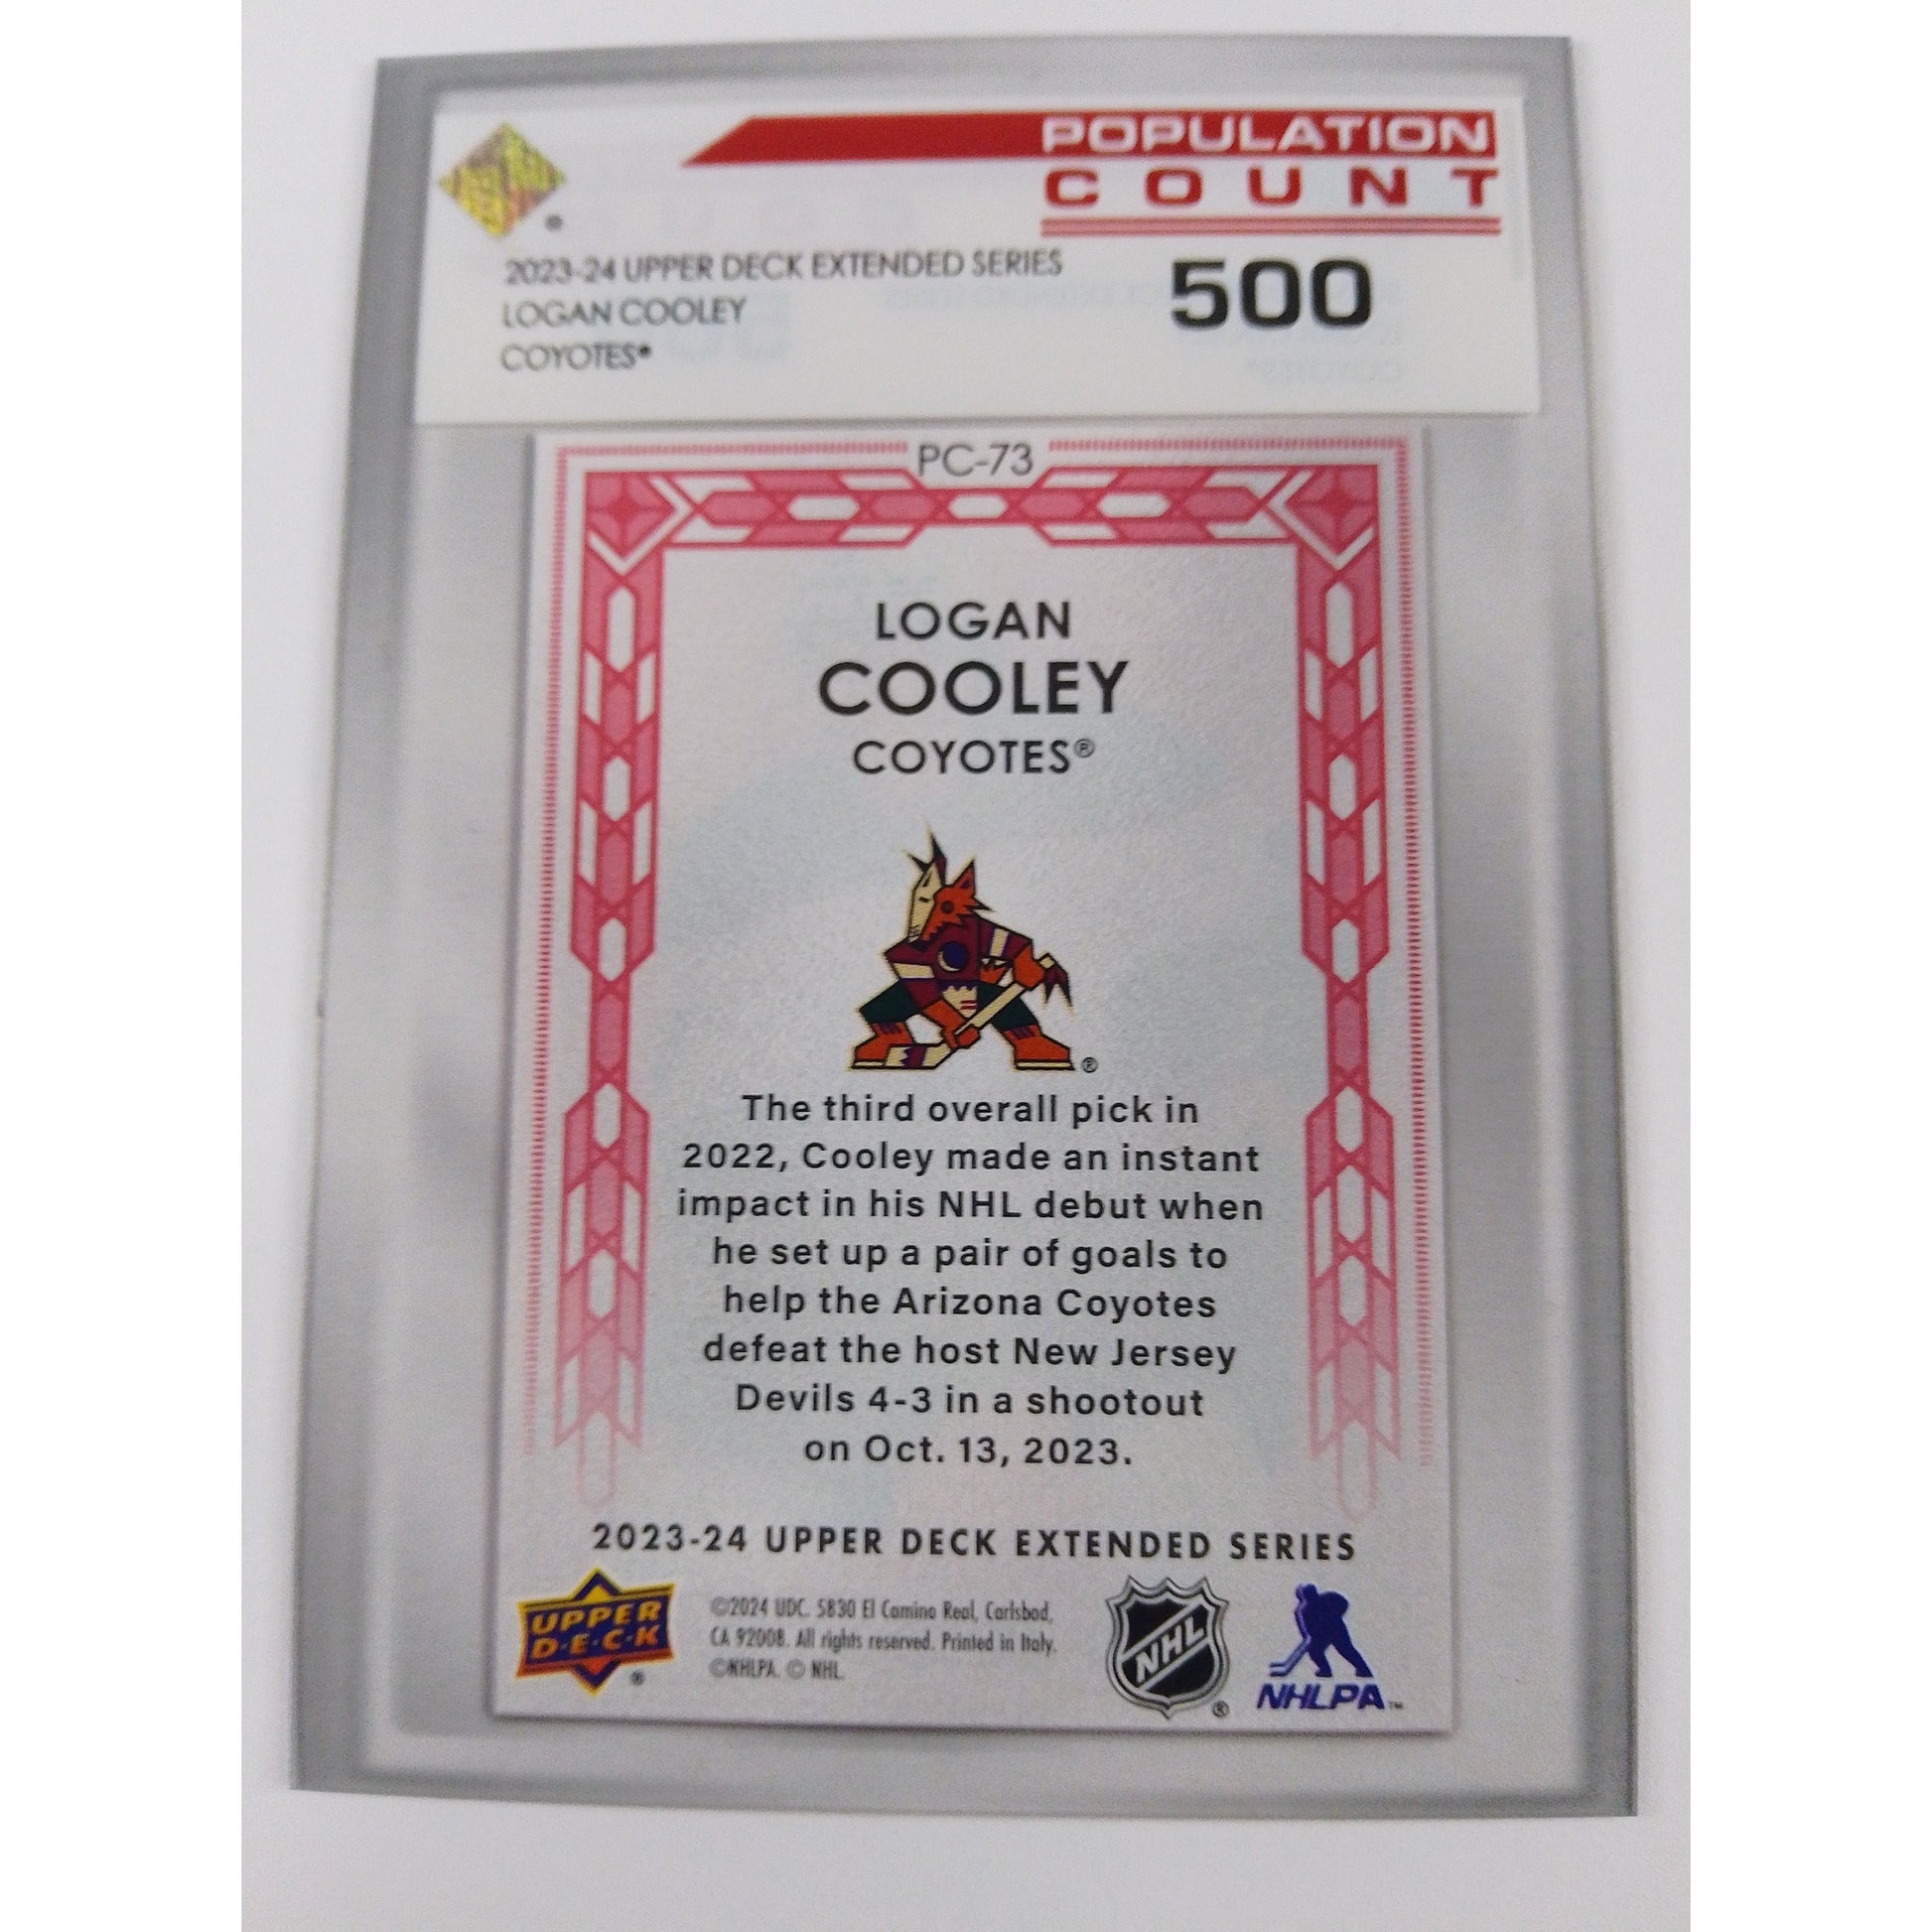 POPULATION
COUNT
2023-24 UPPER DECK EXTENDED SERIES
500
LOGAN COOLEY
COYOTES®
PC-73
LOGAN
COOLEY
COYOTES®
®
The third overall pick in
2022, Cooley made an instant
impact in his NHL debut when
he set up a pair of goals to
help the Arizona Coyotes
defeat the host New Jersey
Devils 4-3 in a shootout
on Oct. 13, 2023.
2023-24 UPPER DECK EXTENDED SERIES
UPPER
D·E·C·K
®
©2024 UDC. 5830 El Camino Real, Carlsbad,
CA 92008. All rights reserved. Printed in Italy.
©NHLPA. © NHL.
NHL
®
NHLPA™